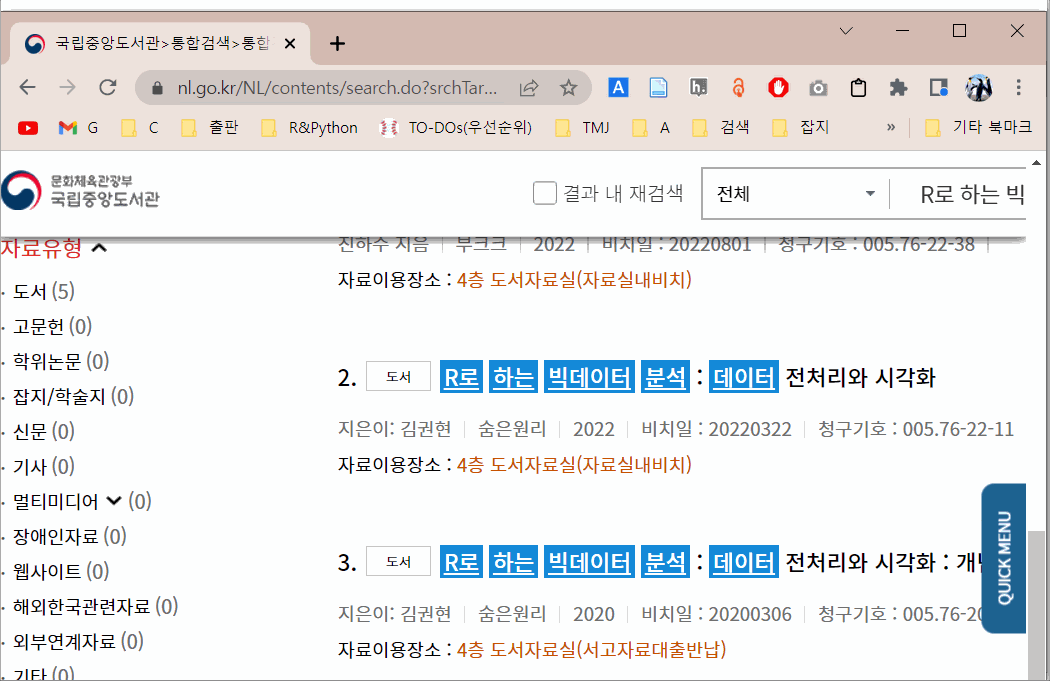 국립중앙도서관>통합검색>통합
nl.go.kr/NL/contents/search.do?srchTar...
G C 출판 R&Python TO-DOs(우선순위) TMJ A 검색 잡지 » 기타 북마크
문화체육관광부
국립중앙도서관
결과 내 재검색 전체 R로 하는 빅
자료유형
· 도서 (5)
· 고문헌 (0)
· 학위논문 (0)
· 잡지/학술지 (0)
· 신문 (0)
· 기사 (0)
· 멀티미디어 (0)
· 장애인자료 (0)
· 웹사이트 (0)
· 해외한국관련자료 (0)
· 외부연계자료 (0)
· 기타 (0)
진하수 지음 | 부크크 | 2022 | 비치일 : 20220801 | 청구기호 : 005.76-22-38 |
자료이용장소 : 4층 도서자료실(자료실내비치)
2. 도서 R로 하는 빅데이터 분석 : 데이터 전처리와 시각화
지은이: 김권현 | 숨은원리 | 2022 | 비치일 : 20220322 | 청구기호 : 005.76-22-11
자료이용장소 : 4층 도서자료실(자료실내비치)
3. 도서 R로 하는 빅데이터 분석 : 데이터 전처리와 시각화 :
지은이: 김권현 | 숨은원리 | 2020 | 비치일 : 20200306 | 청구기호 : 005.76-20
자료이용장소 : 4층 도서자료실(서고자료대출반납)
QUICK MENU